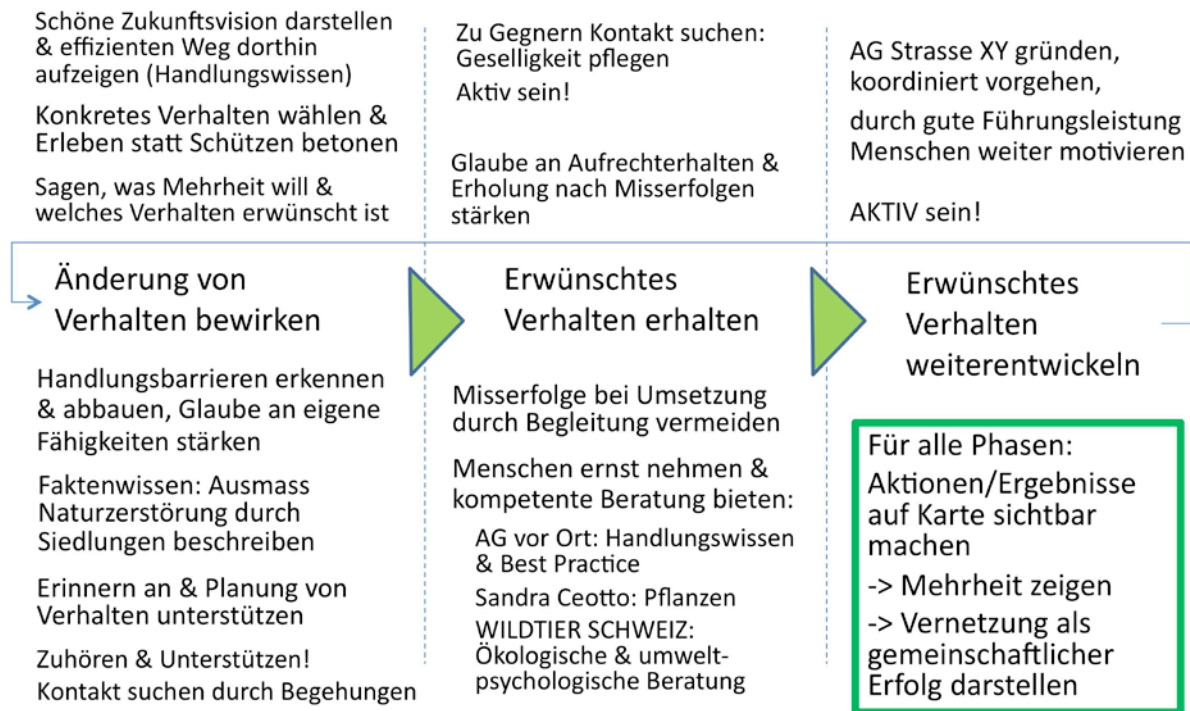 Schöne Zukunftsvision darstellen
& effizienten Weg dorthin
aufzeigen (Handlungswissen)
Konkretes Verhalten wählen &
Erleben statt Schützen betonen
Sagen, was Mehrheit will &
welches Verhalten erwünscht ist
Zu Gegnern Kontakt suchen:
Geselligkeit pflegen
Aktiv sein!
Glaube an Aufrechterhalten &
Erholung nach Misserfolgen
stärken
AG Strasse XY gründen,
koordiniert vorgehen,
durch gute Führungsleistung
Menschen weiter motivieren
AKTIV sein!
Änderung von
Verhalten bewirken
Erwünschtes
Verhalten erhalten
Erwünschtes
Verhalten
weiterentwickeln
Handlungsbarrieren erkennen
& abbauen, Glaube an eigene
Fähigkeiten stärken
Faktenwissen: Ausmass
Naturzerstörung durch
Siedlungen beschreiben
Erinnern an & Planung von
Verhalten unterstützen
Zuhören & Unterstützen!
Kontakt suchen durch Begehungen
Misserfolge bei Umsetzung
durch Begleitung vermeiden
Menschen ernst nehmen &
kompetente Beratung bieten:
AG vor Ort: Handlungswissen
& Best Practice
Sandra Ceotto: Pflanzen
WILDTIER SCHWEIZ:
Ökologische & umwelt-
psychologische Beratung
Für alle Phasen:
Aktionen/Ergebnisse
auf Karte sichtbar
machen
-> Mehrheit zeigen
-> Vernetzung als
gemeinschaftlicher
Erfolg darstellen